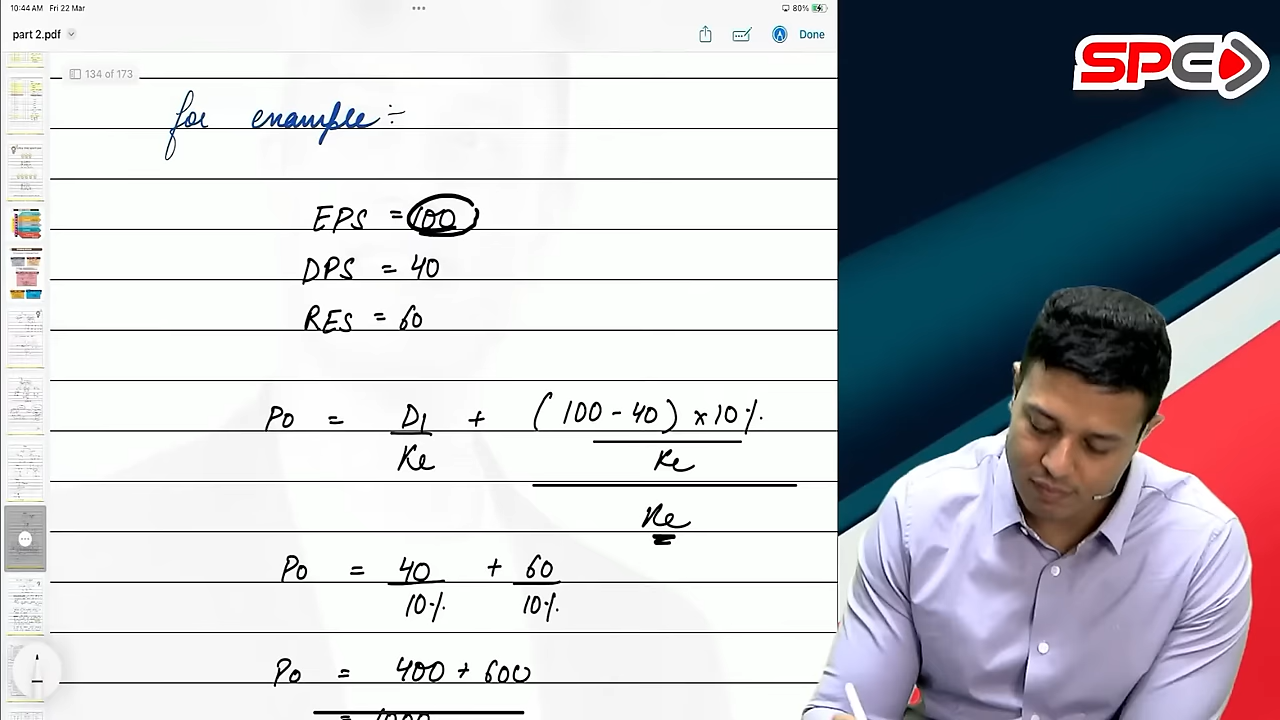 10:44 AM Fri 22 Mar
80%
part 2.pdf
Done
134 of 173
SPC
for example :-
EPS = 100
DPS = 40
RES = 60
Po = D1 + (100 - 40) x 10%
Ke Ke
Ke
Po = 40 + 60
10% 10%
Po = 400 + 600
= 1000